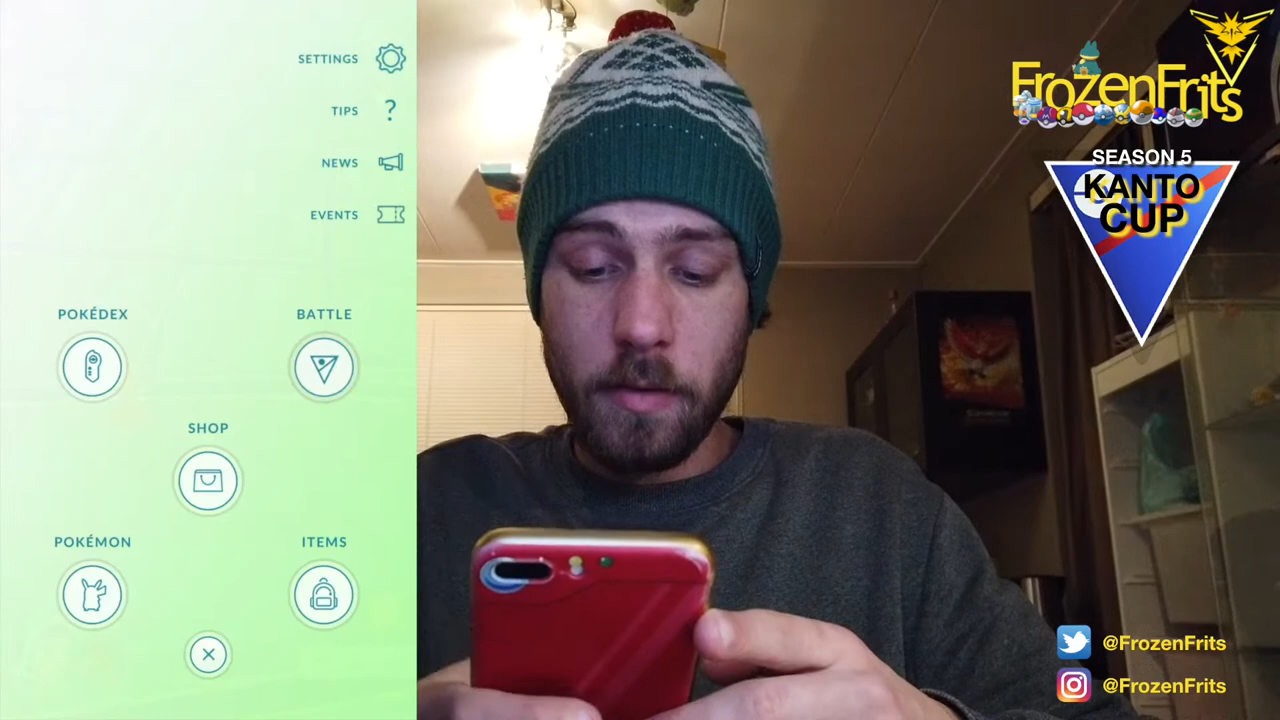 SETTINGS
TIPS
?
NEWS
EVENTS
POKÉDEX
BATTLE
SHOP
POKÉMON
ITEMS
FrozenFrits
SEASON 5
KANTO
CUP
@FrozenFrits
@FrozenFrits